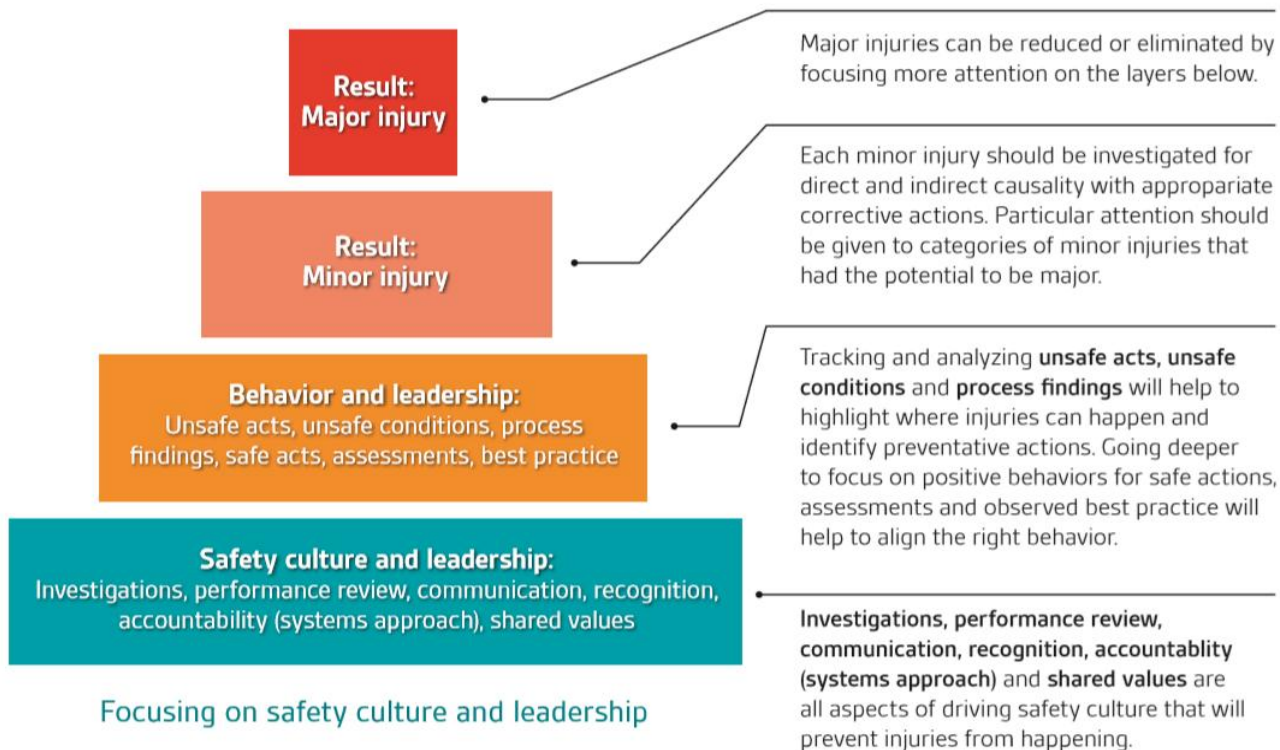 Result:
Major injury
Major injuries can be reduced or eliminated by
focusing more attention on the layers below.
Result:
Minor injury
Each minor injury should be investigated for
direct and indirect causality with appropariate
corrective actions. Particular attention should
be given to categories of minor injuries that
had the potential to be major.
Behavior and leadership:
Unsafe acts, unsafe conditions, process
findings, safe acts, assessments, best practice
Tracking and analyzing unsafe acts, unsafe
conditions and process findings will help to
highlight where injuries can happen and
identify preventative actions. Going deeper
to focus on positive behaviors for safe actions,
assessments and observed best practice will
help to align the right behavior.
Safety culture and leadership:
Investigations, performance review, communication, recognition,
accountability (systems approach), shared values
Investigations, performance review,
communication, recognition, accountablity
(systems approach) and shared values are
all aspects of driving safety culture that will
prevent injuries from happening.
Focusing on safety culture and leadership